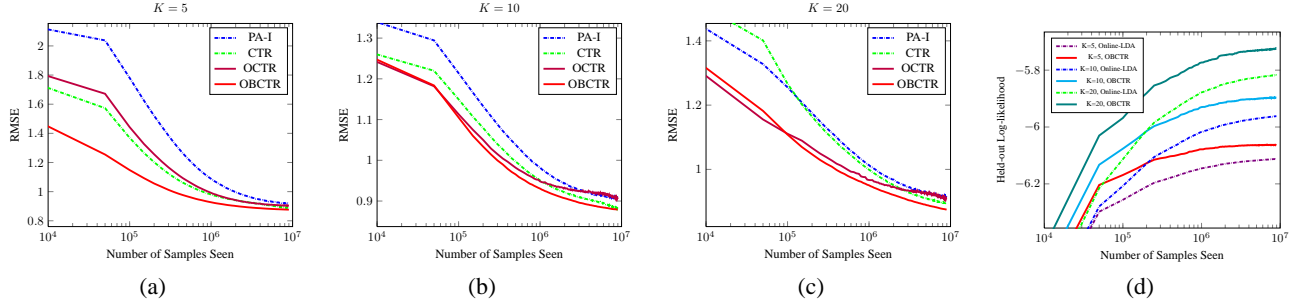 K = 5
RMSE
2
1.8
1.6
1.4
1.2
1
0.8
PA-I
CTR
OCTR
OBCTR
10^4 10^5 10^6 10^7
Number of Samples Seen
(a)
K = 10
RMSE
1.3
1.2
1.1
1
0.9
PA-I
CTR
OCTR
OBCTR
10^4 10^5 10^6 10^7
Number of Samples Seen
(b)
K = 20
RMSE
1.4
1.2
1
PA-I
CTR
OCTR
OBCTR
10^4 10^5 10^6 10^7
Number of Samples Seen
(c)
Held-out Log-likelihood
−5.8
−6
−6.2
K=5, Online-LDA
K=5, OBCTR
K=10, Online-LDA
K=10, OBCTR
K=20, Online-LDA
K=20, OBCTR
10^4 10^5 10^6 10^7
Number of Samples Seen
(d)